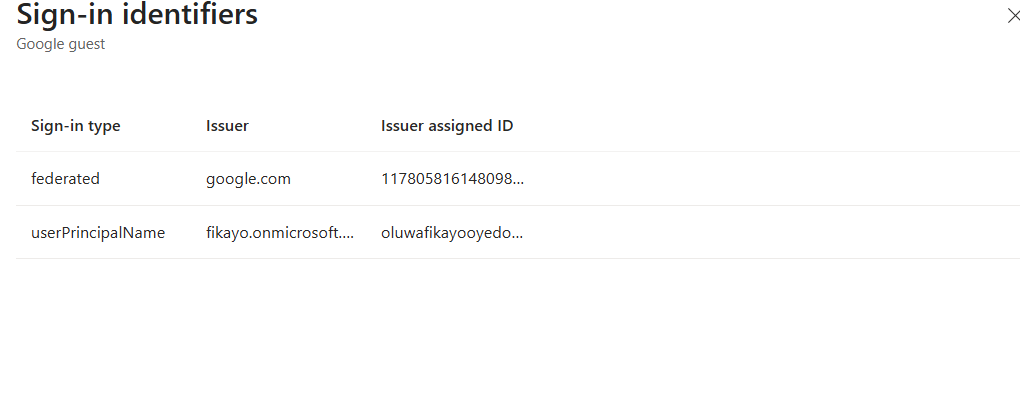 Sign-in identifiers
Google guest
Sign-in type Issuer Issuer assigned ID
federated google.com 117805816148098...
userPrincipalName fikayo.onmicrosoft.... oluwafikayooyedo...